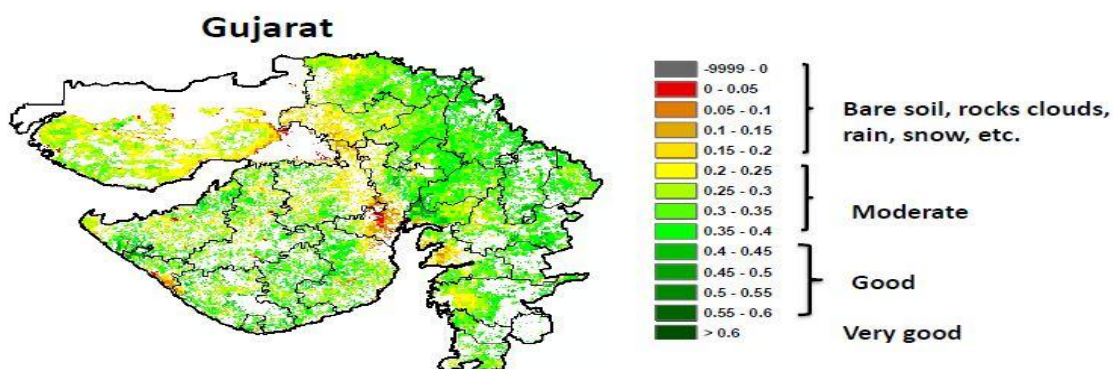 Gujarat
-9999 - 0
0 - 0.05
0.05 - 0.1
0.1 - 0.15
0.15 - 0.2
0.2 - 0.25
0.25 - 0.3
0.3 - 0.35
0.35 - 0.4
0.4 - 0.45
0.45 - 0.5
0.5 - 0.55
0.55 - 0.6
> 0.6
Bare soil, rocks clouds,
rain, snow, etc.
Moderate
Good
Very good